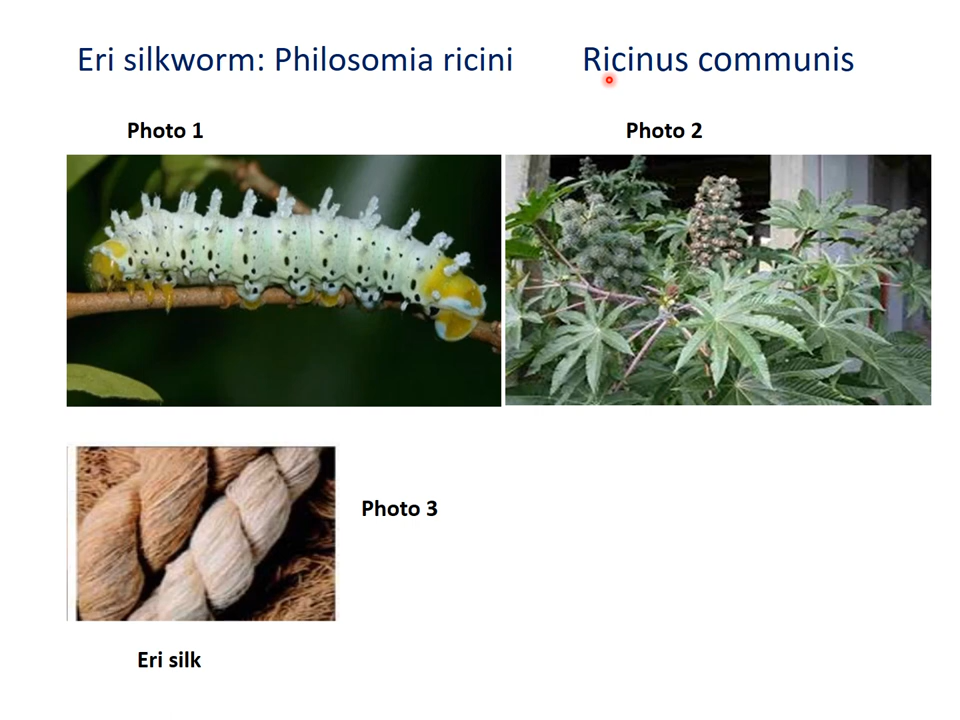 Eri silkworm: Philosomia ricini
Ricinus communis
Photo 1
Photo 2
Photo 3
Eri silk